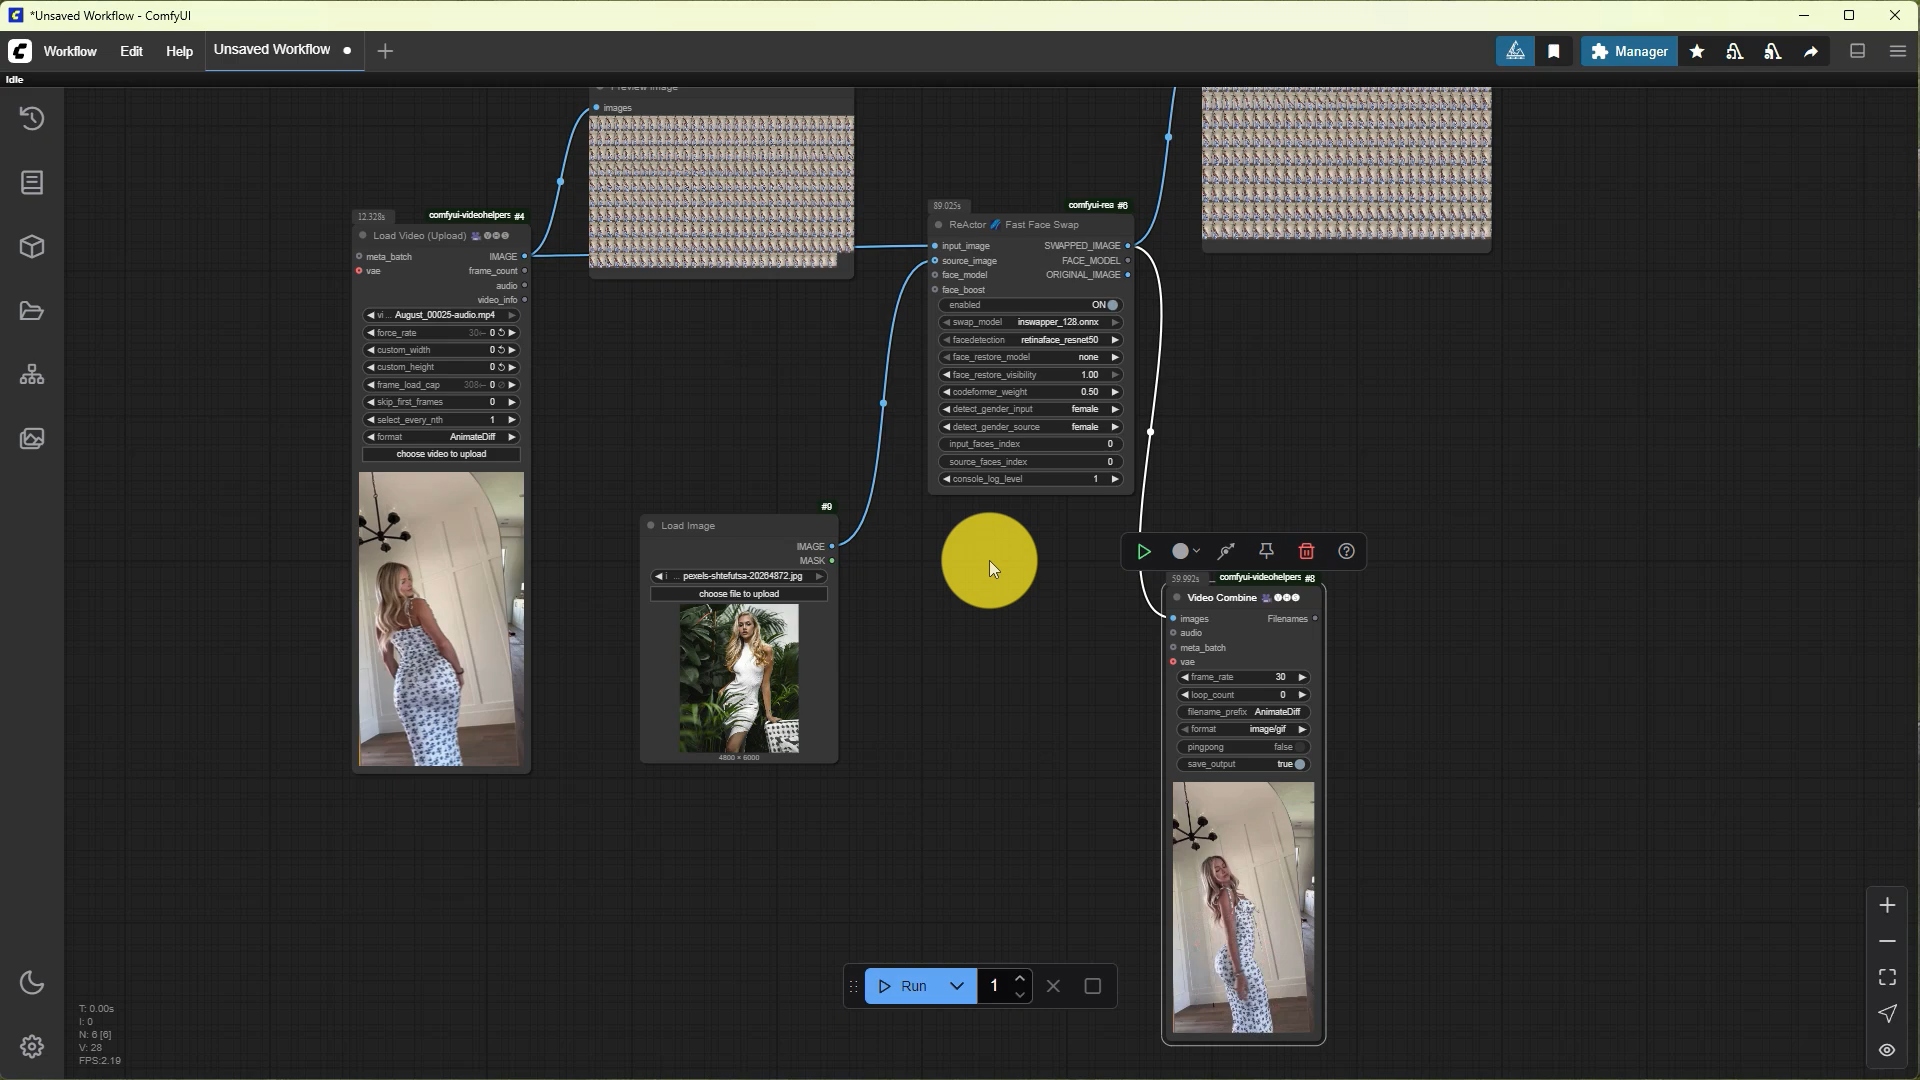 *Unsaved Workflow - ComfyUI
Workflow
Edit
Help
Unsaved Workflow
Manager
Idle
Preview Image
images
12.328s
comfyui-videohelpers #4
Load Video (Upload)
meta_batch
IMAGE
vae
frame_count
audio
video_info
vi ... August_00025-audio.mp4
force_rate 30← 0
custom_width 0
custom_height 0
frame_load_cap 308← 0
skip_first_frames 0
select_every_nth 1
format AnimateDiff
choose video to upload
#9
Load Image
IMAGE
MASK
i ... pexels-shtefutsa-20264872.jpg
choose file to upload
4800 × 6000
89.025s
comfyui-rea #6
ReActor Fast Face Swap
input_image SWAPPED_IMAGE
source_image FACE_MODEL
face_model ORIGINAL_IMAGE
face_boost
enabled ON
swap_model inswapper_128.onnx
facedetection retinaface_resnet50
face_restore_model none
face_restore_visibility 1.00
codeformer_weight 0.50
detect_gender_input female
detect_gender_source female
input_faces_index 0
source_faces_index 0
console_log_level 1
59.992s
comfyui-videohelpers #8
Video Combine
images Filenames
audio
meta_batch
vae
frame_rate 30
loop_count 0
filename_prefix AnimateDiff
format image/gif
pingpong false
save_output true
Run
1
T: 0.00s
I: 0
N: 6 [6]
V: 28
FPS:2.19